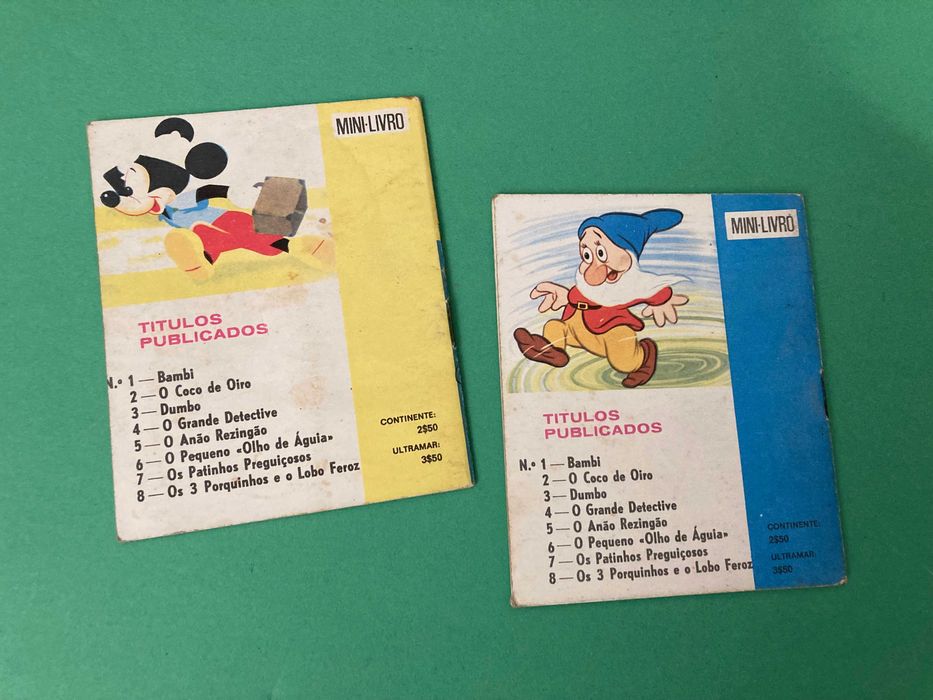 MINI-LIVRO
TITULOS
PUBLICADOS
N.º 1 — Bambi
2 — O Coco de Oiro
3 — Dumbo
4 — O Grande Detective
5 — O Anão Rezingão
6 — O Pequeno «Olho de Águia»
7 — Os Patinhos Preguiçosos
8 — Os 3 Porquinhos e o Lobo Feroz
CONTINENTE:
2$50
ULTRAMAR:
3$50
MINI-LIVRO
TITULOS
PUBLICADOS
N.º 1 — Bambi
2 — O Coco de Oiro
3 — Dumbo
4 — O Grande Detective
5 — O Anão Rezingão
6 — O Pequeno «Olho de Águia»
7 — Os Patinhos Preguiçosos
8 — Os 3 Porquinhos e o Lobo Feroz
CONTINENTE:
2$50
ULTRAMAR:
3$50